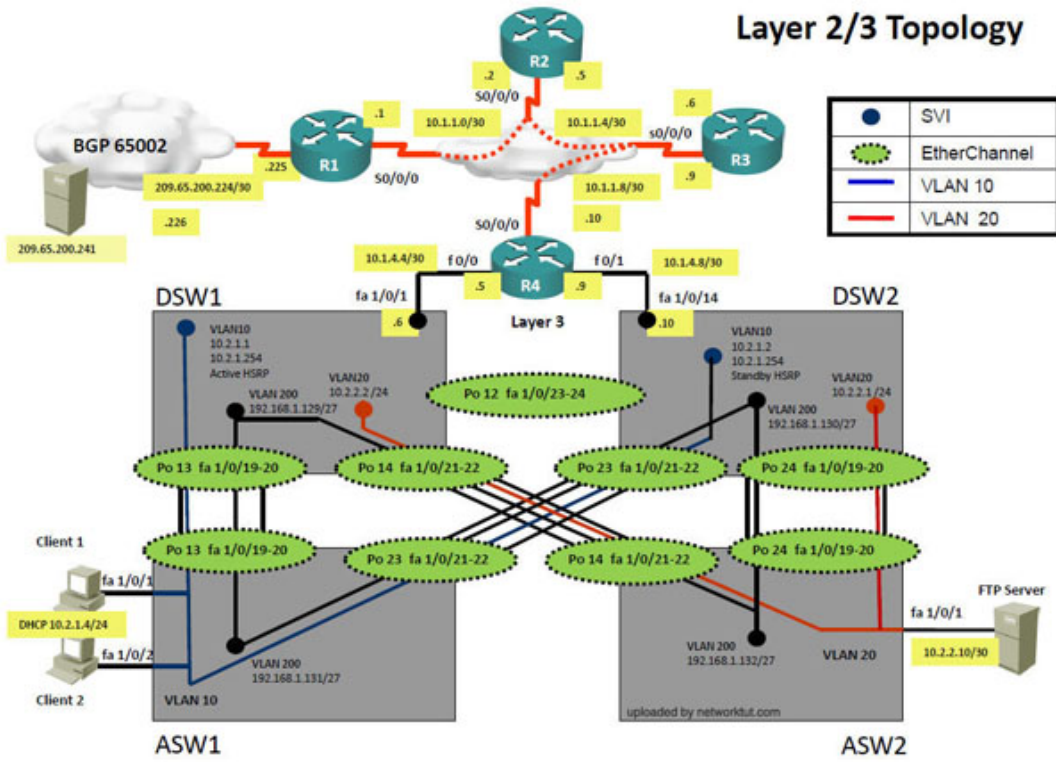 Layer 2/3 Topology
R2
.2
.5
S0/0/0
.1
10.1.1.0/30
10.1.1.4/30
.6
s0/0/0
BGP 65002
R1
R3
.225
S0/0/0
.9
209.65.200.224/30
10.1.1.8/30
.226
.10
S0/0/0
209.65.200.241
SVI
EtherChannel
VLAN 10
VLAN 20
10.1.4.4/30
f 0/0
f 0/1
10.1.4.8/30
.5
R4
.9
DSW1
fa 1/0/1
fa 1/0/14
DSW2
.6
Layer 3
.10
VLAN10
10.2.1.1
10.2.1.254
Active HSRP
VLAN20
10.2.2.2 /24
VLAN 200
192.168.1.129/27
Po 12 fa 1/0/23-24
VLAN10
10.2.1.2
10.2.1.254
Standby HSRP
VLAN20
10.2.2.1 /24
VLAN 200
192.168.1.130/27
Po 13 fa 1/0/19-20
Po 14 fa 1/0/21-22
Po 23 fa 1/0/21-22
Po 24 fa 1/0/19-20
Po 13 fa 1/0/19-20
Po 23 fa 1/0/21-22
Po 14 fa 1/0/21-22
Po 24 fa 1/0/19-20
Client 1
fa 1/0/1
DHCP 10.2.1.4/24
fa 1/0/2
Client 2
VLAN 200
192.168.1.131/27
VLAN 10
VLAN 200
192.168.1.132/27
VLAN 20
FTP Server
fa 1/0/1
10.2.2.10/30
uploaded by networktut.com
ASW1
ASW2